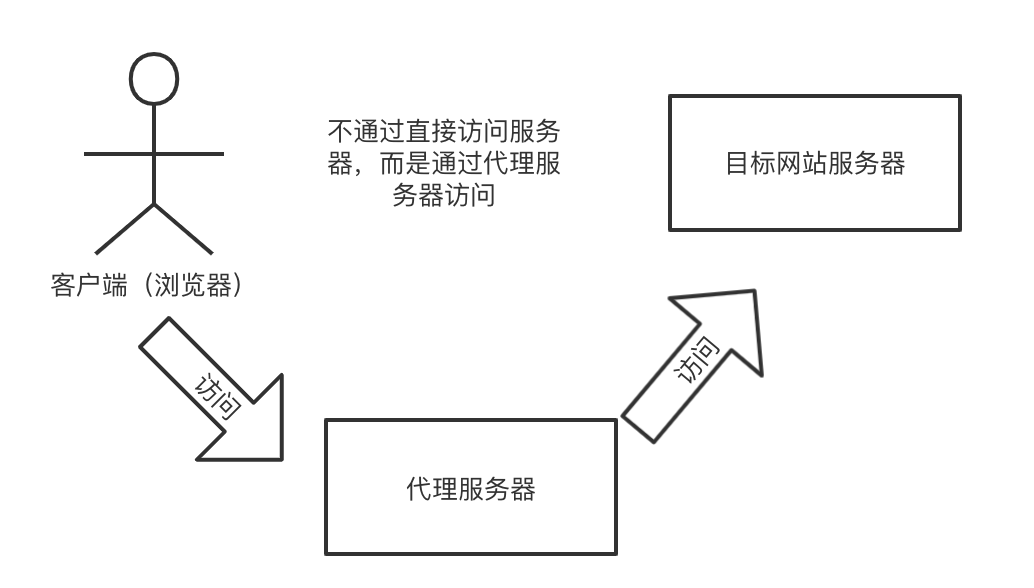 不通过直接访问服务
器，而是通过代理服
务器访问
目标网站服务器
客户端（浏览器）
访问
访问
代理服务器